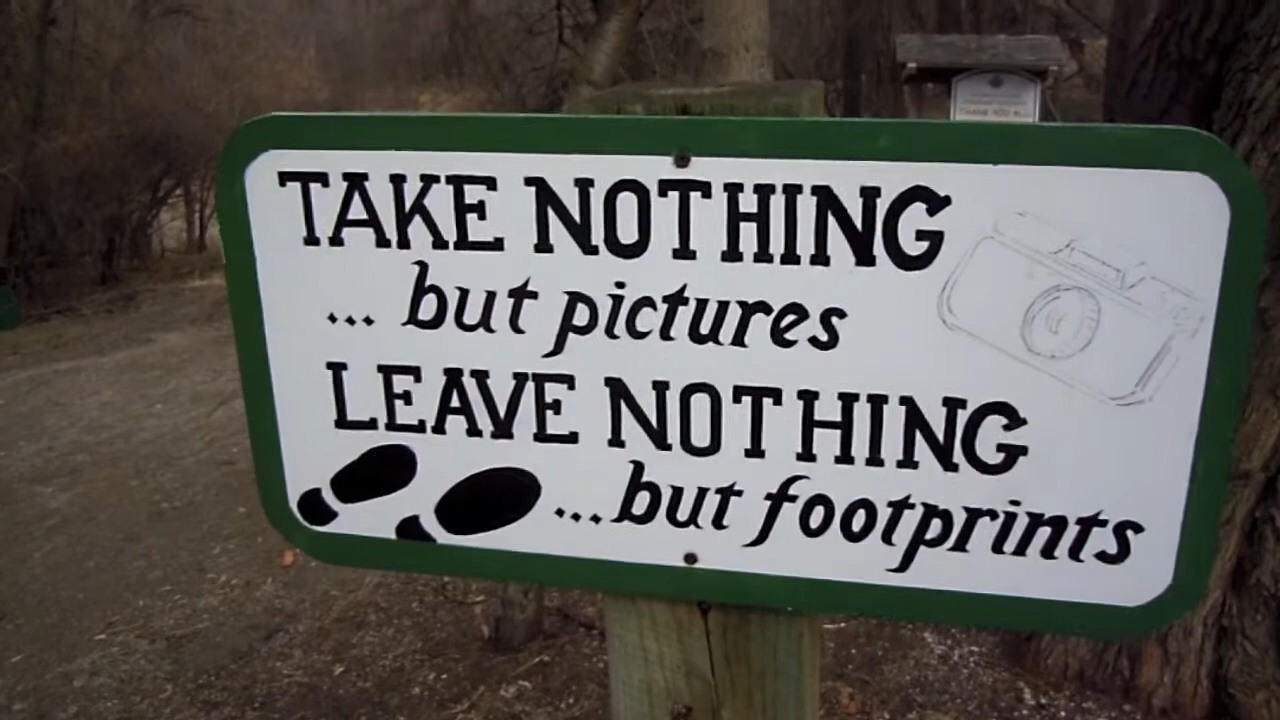 TAKE NOTHING
... but pictures
LEAVE NOTHING
...but footprints